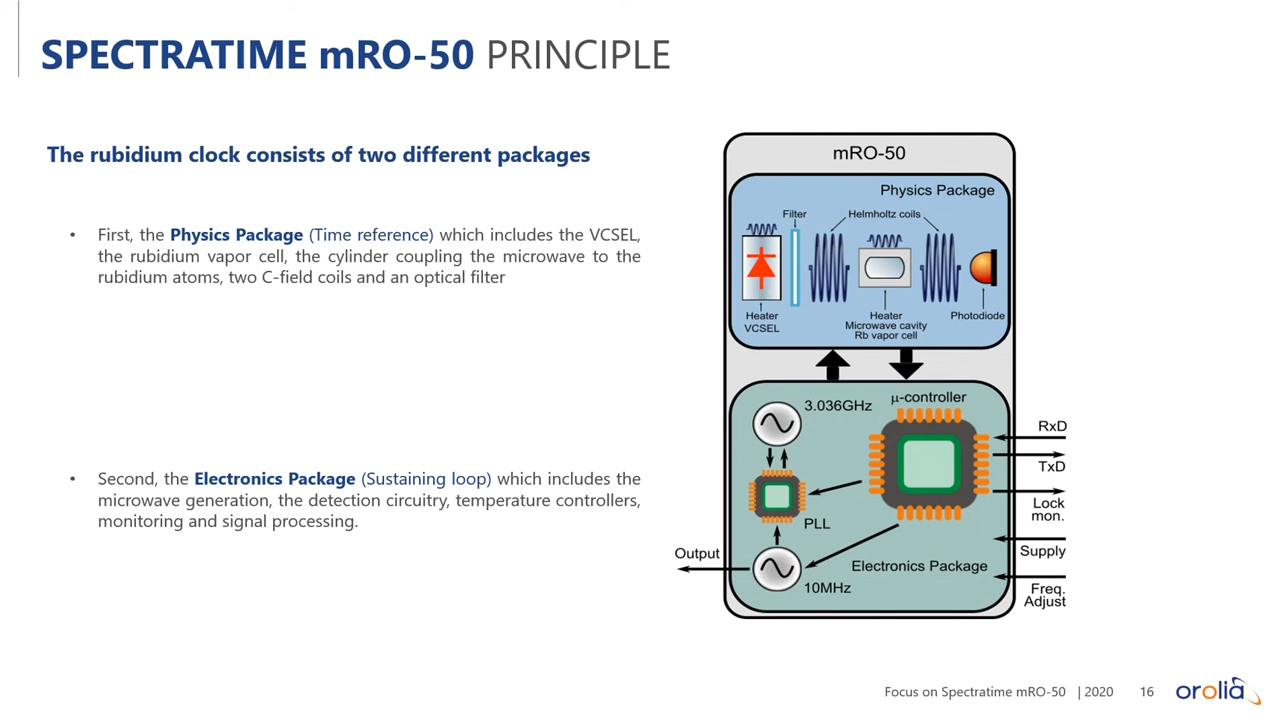 SPECTRATIME mRO-50 PRINCIPLE
The rubidium clock consists of two different packages
• First, the Physics Package (Time reference) which includes the VCSEL,
the rubidium vapor cell, the cylinder coupling the microwave to the
rubidium atoms, two C-field coils and an optical filter
• Second, the Electronics Package (Sustaining loop) which includes the
microwave generation, the detection circuitry, temperature controllers,
monitoring and signal processing.
mRO-50
Physics Package
Filter
Helmholtz coils
Heater
VCSEL
Heater
Microwave cavity
Rb vapor cell
Photodiode
3.036GHz
μ-controller
PLL
10MHz
Electronics Package
Output
RxD
TxD
Lock
mon.
Supply
Freq.
Adjust
Focus on Spectratime mRO-50 | 2020 16
orolia